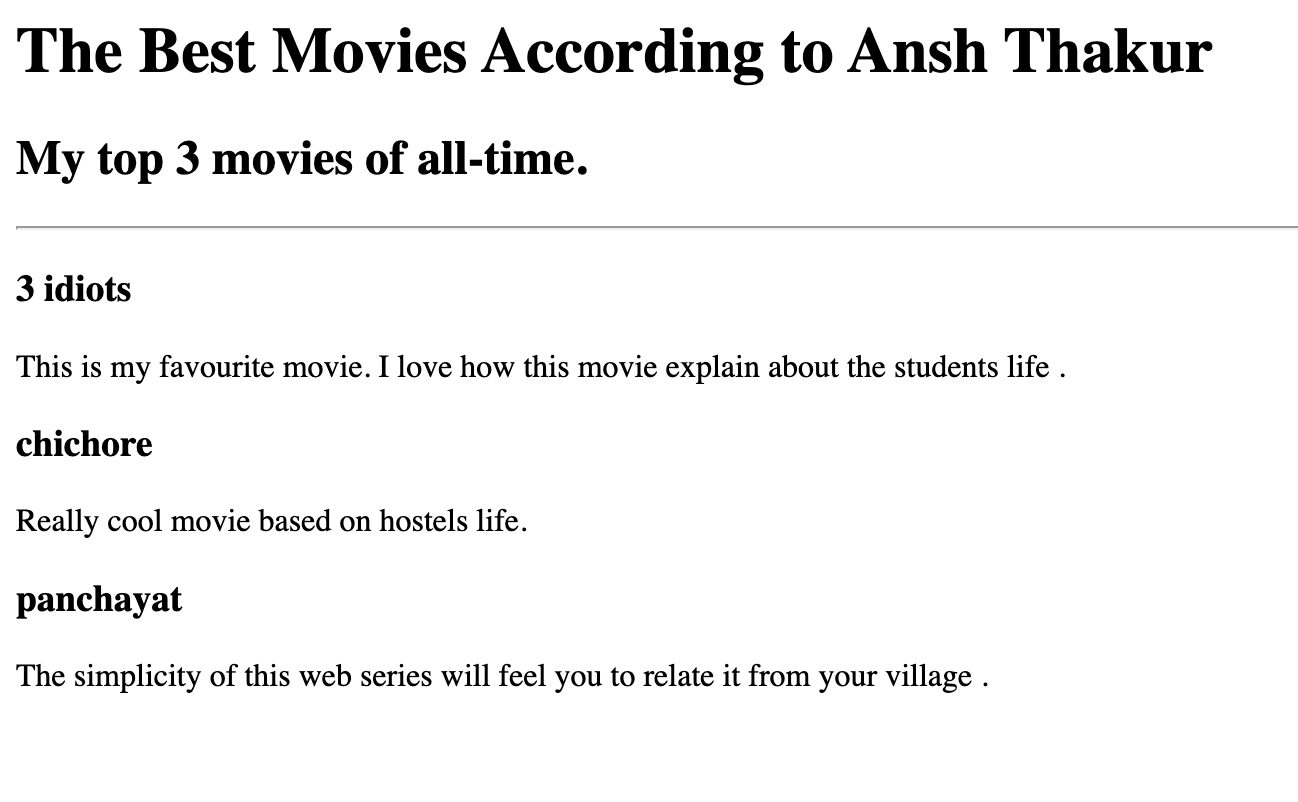 The Best Movies According to Ansh Thakur
My top 3 movies of all-time.
3 idiots
This is my favourite movie. I love how this movie explain about the students life .
chichore
Really cool movie based on hostels life.
panchayat
The simplicity of this web series will feel you to relate it from your village .